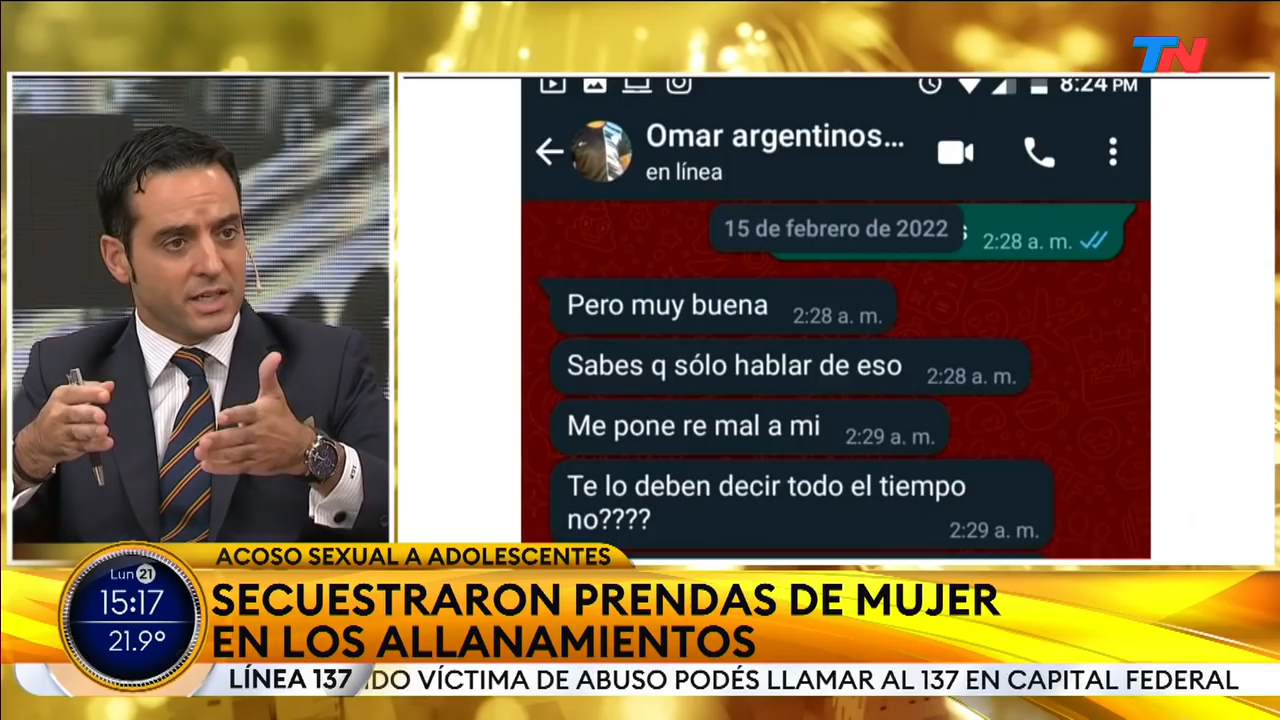 TN
8:24 PM
Omar argentinos...
en línea
15 de febrero de 2022
s
2:28 a. m.
Pero muy buena
2:28 a. m.
Sabes q sólo hablar de eso
2:28 a. m.
Me pone re mal a mi
2:29 a. m.
Te lo deben decir todo el tiempo
no????
2:29 a. m.
ACOSO SEXUAL A ADOLESCENTES
Lun 21
15:17
21.9º
SECUESTRARON PRENDAS DE MUJER
EN LOS ALLANAMIENTOS
LÍNEA 137 IDO VÍCTIMA DE ABUSO PODÉS LLAMAR AL 137 EN CAPITAL FEDERAL